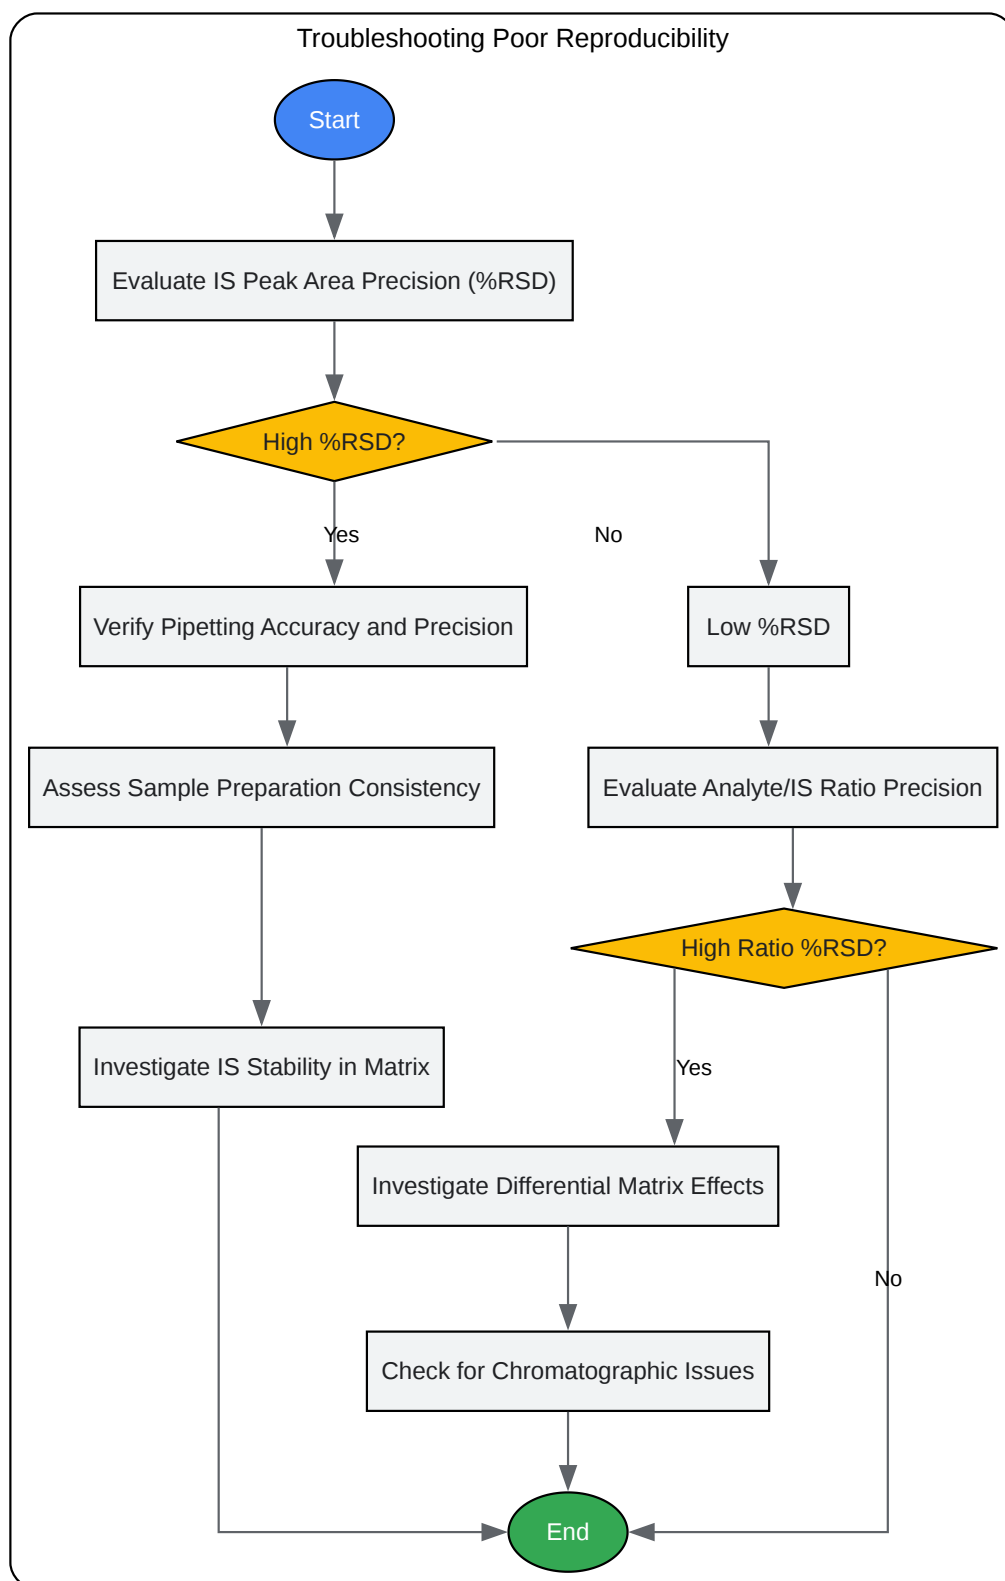 Troubleshooting Poor Reproducibility
Start
Evaluate IS Peak Area Precision (%RSD)
High %RSD?
Yes
No
Verify Pipetting Accuracy and Precision
Low %RSD
Assess Sample Preparation Consistency
Evaluate Analyte/IS Ratio Precision
High Ratio %RSD?
Investigate IS Stability in Matrix
Yes
Investigate Differential Matrix Effects
No
Check for Chromatographic Issues
End